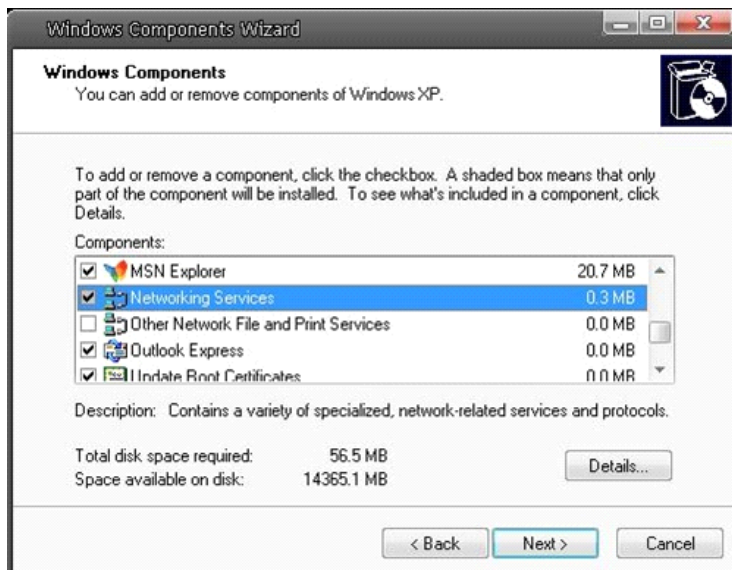 Windows Components Wizard
Windows Components
You can add or remove components of Windows XP.
To add or remove a component, click the checkbox. A shaded box means that only
part of the component will be installed. To see what's included in a component, click
Details.
Components:
MSN Explorer 20.7 MB
Networking Services 0.3 MB
Other Network File and Print Services 0.0 MB
Outlook Express 0.0 MB
Update Root Certificates 0.0 MB
Description: Contains a variety of specialized, network-related services and protocols.
Total disk space required: 56.5 MB
Space available on disk: 14365.1 MB
Details...
< Back Next > Cancel